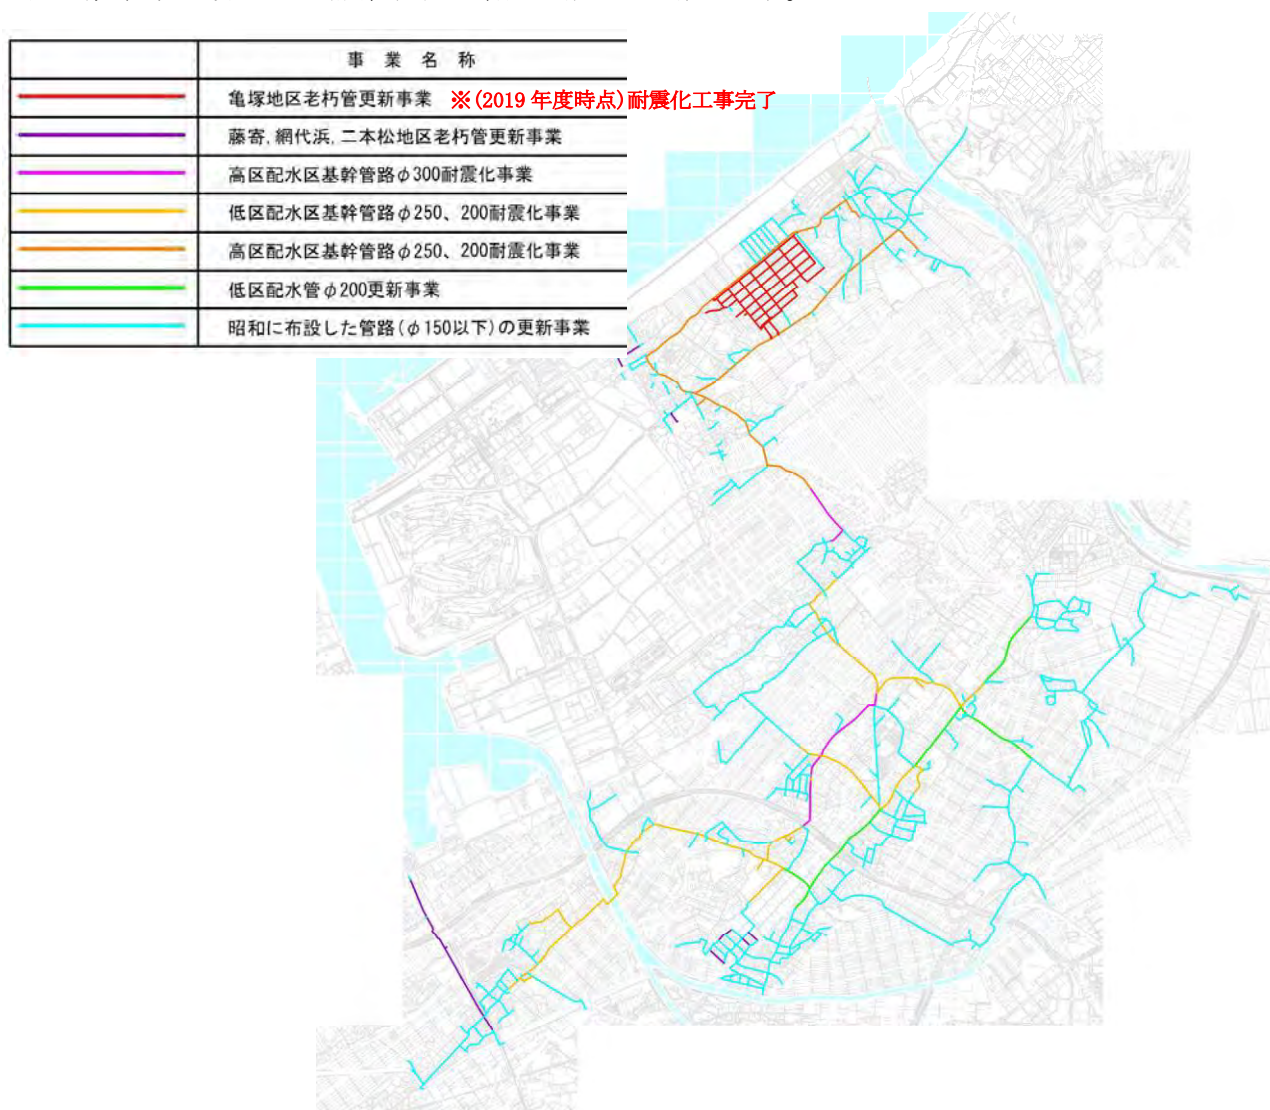 事 業 名 称
亀塚地区老朽管更新事業 ※(2019 年度時点)耐震化工事完了
藤寄,網代浜,二本松地区老朽管更新事業
高区配水区基幹管路φ300耐震化事業
低区配水区基幹管路φ250、200耐震化事業
高区配水区基幹管路φ250、200耐震化事業
低区配水管φ200更新事業
昭和に布設した管路(φ150以下)の更新事業